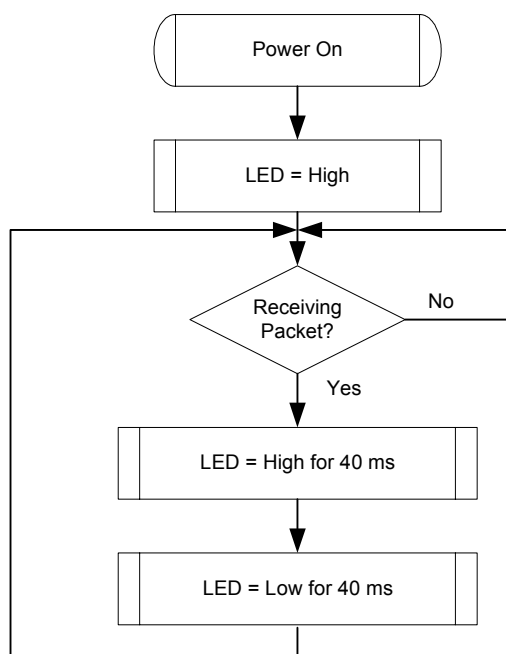 Power On
LED = High
Receiving
Packet?
No
Yes
LED = High for 40 ms
LED = Low for 40 ms